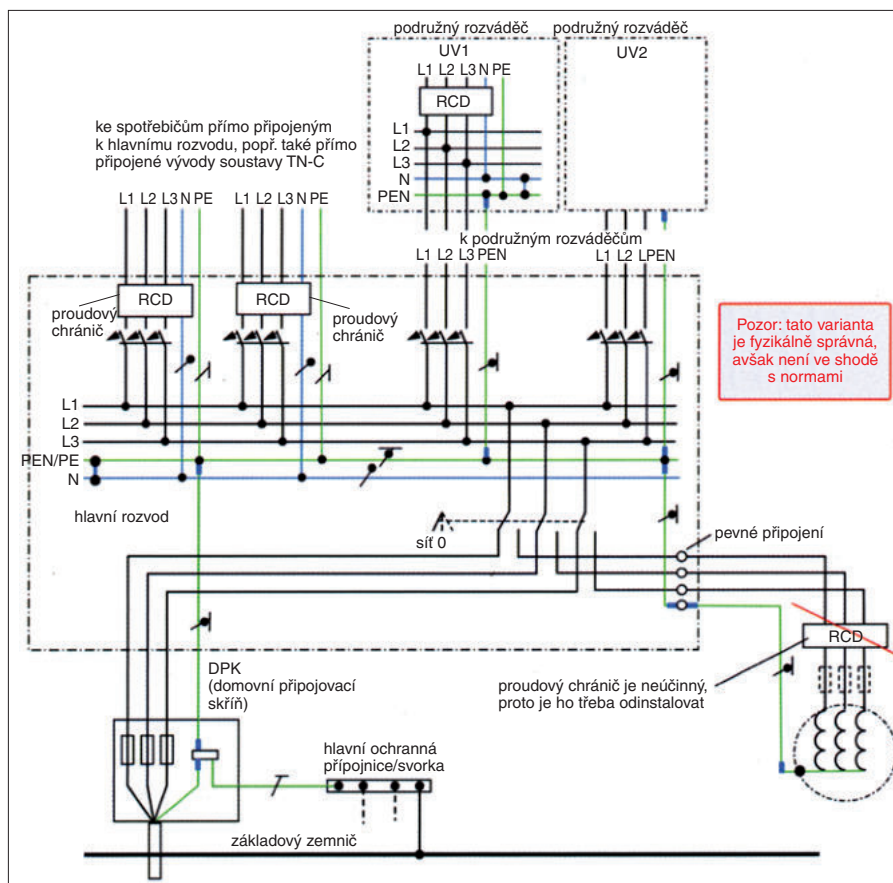 podružný rozváděč podružný rozváděč
UV1 UV2
L1 L2 L3 N PE
RCD
L1
L2
L3
N
PEN
ke spotřebičům přímo připojeným
k hlavnímu rozvodu, popř. také přímo
připojené vývody soustavy TN-C
L1 L2 L3 N PE L1 L2 L3 N PE
k podružným rozváděčům
L1 L2 L3 PEN L1 L2 LPEN
RCD RCD
proudový
chránič
proudový
chránič
Pozor: tato varianta
je fyzikálně správná,
avšak není ve shodě
s normami
L1
L2
L3
PEN/PE
N
hlavní rozvod
síť 0
pevné připojení
RCD
DPK
(domovní připojovací
skříň)
proudový chránič je neúčinný,
proto je ho třeba odinstalovat
hlavní ochranná
přípojnice/svorka
základový zemnič